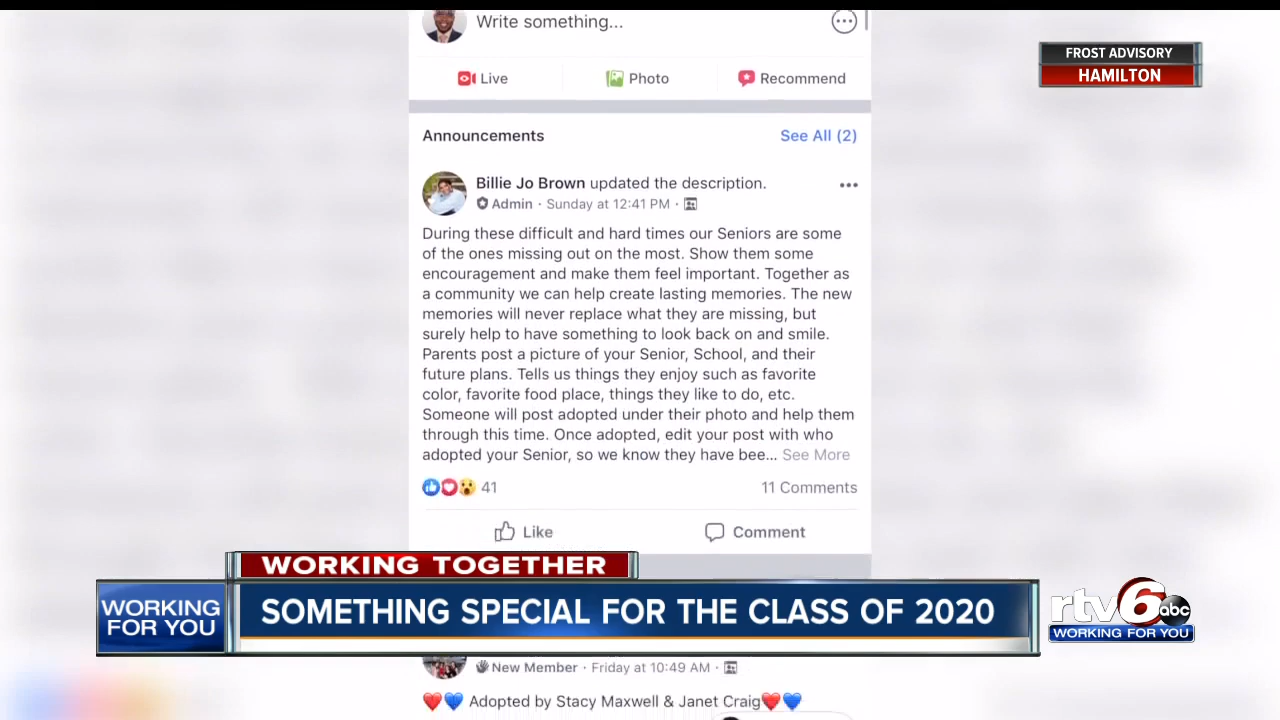 Write something...
FROST ADVISORY
HAMILTON
Live
Photo
Recommend
Announcements
See All (2)
Billie Jo Brown updated the description.
Admin · Sunday at 12:41 PM ·
During these difficult and hard times our Seniors are some
of the ones missing out on the most. Show them some
encouragement and make them feel important. Together as
a community we can help create lasting memories. The new
memories will never replace what they are missing, but
surely help to have something to look back on and smile.
Parents post a picture of your Senior, School, and their
future plans. Tells us things they enjoy such as favorite
color, favorite food place, things they like to do, etc.
Someone will post adopted under their photo and help them
through this time. Once adopted, edit your post with who
adopted your Senior, so we know they have bee... See More
41
11 Comments
Like
Comment
WORKING TOGETHER
WORKING
FOR YOU
SOMETHING SPECIAL FOR THE CLASS OF 2020
rtv6 abc
WORKING FOR YOU
New Member · Friday at 10:49 AM ·
Adopted by Stacy Maxwell & Janet Craig